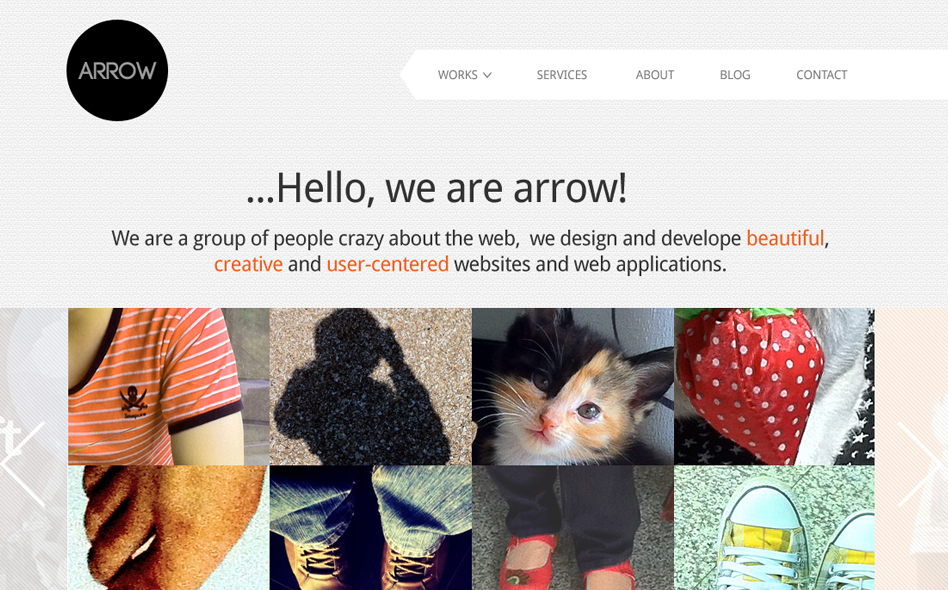 ARROW
WORKS
SERVICES
ABOUT
BLOG
CONTACT
...Hello, we are arrow!
We are a group of people crazy about the web, we design and develope beautiful,
creative and user-centered websites and web applications.